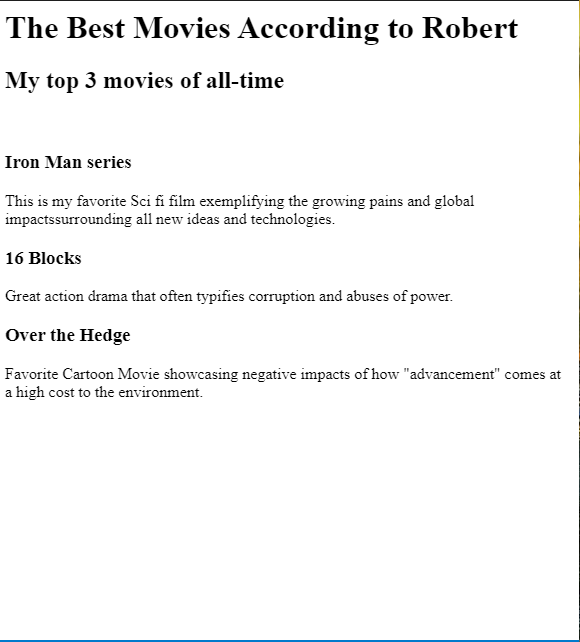 The Best Movies According to Robert
My top 3 movies of all-time
Iron Man series
This is my favorite Sci fi film exemplifying the growing pains and global
impactssurrounding all new ideas and technologies.
16 Blocks
Great action drama that often typifies corruption and abuses of power.
Over the Hedge
Favorite Cartoon Movie showcasing negative impacts of how "advancement" comes at
a high cost to the environment.